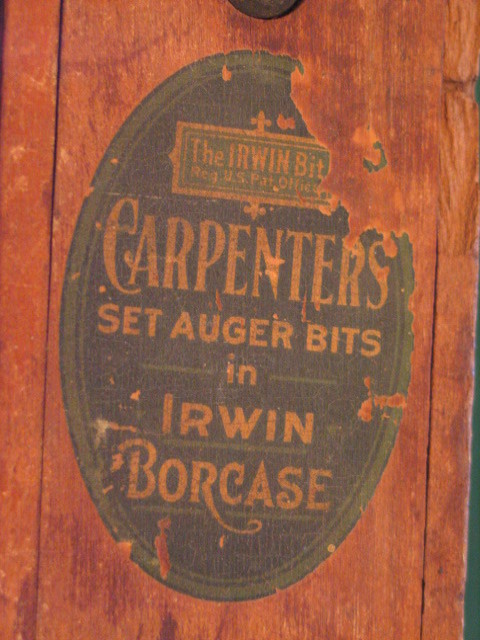 The IRWIN Bit
Reg. U.S. Pat. Office
CARPENTERS
SET AUGER BITS
in
IRWIN
BORCASE